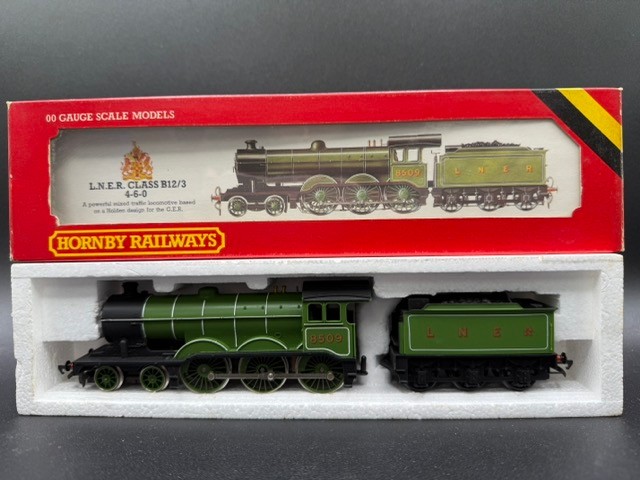 00 GAUGE SCALE MODELS
L.N.E.R. CLASS B12/3
4-6-0
A powerful mixed traffic locomotive based
on a Holden design for the G.E.R.
HORNBY RAILWAYS
8509
L N E R
8509
L N E R